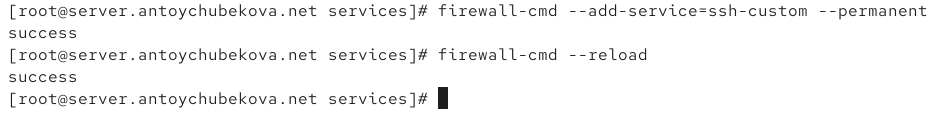 [root@server.antoychubekova.net services]# firewall-cmd --add-service=ssh-custom --permanent
success
[root@server.antoychubekova.net services]# firewall-cmd --reload
success
[root@server.antoychubekova.net services]#